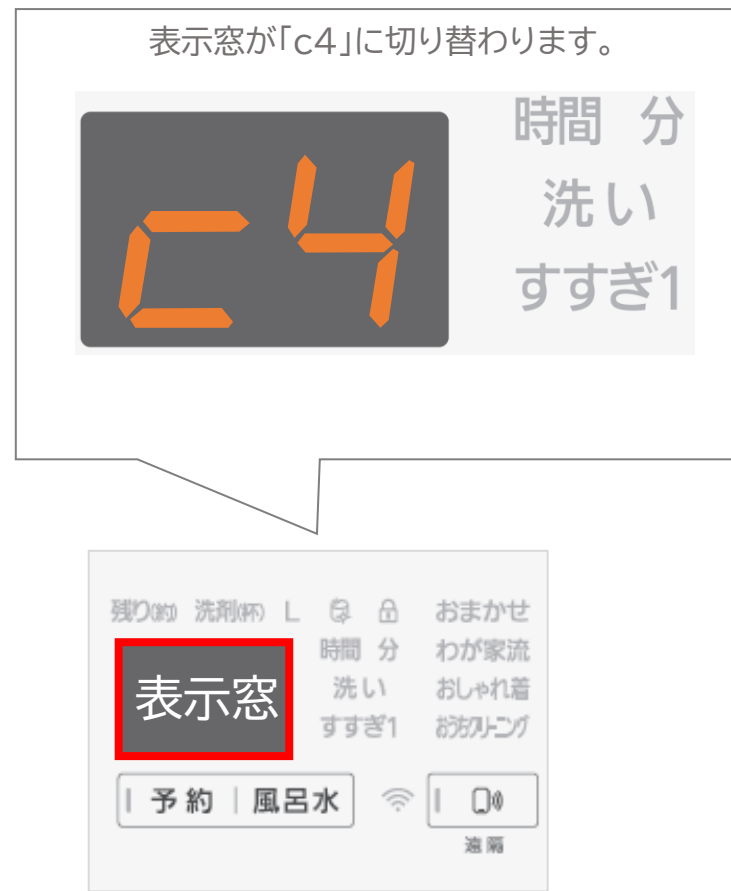 表示窓が「c4」に切り替わります。
c4
時間 分
洗い
すすぎ1
残り(約) 洗剤(杯) L おまかせ
時間 分 わが家流
表示窓
洗い おしゃれ着
すすぎ1 おうちクリーニング
予約 風呂水
遠隔